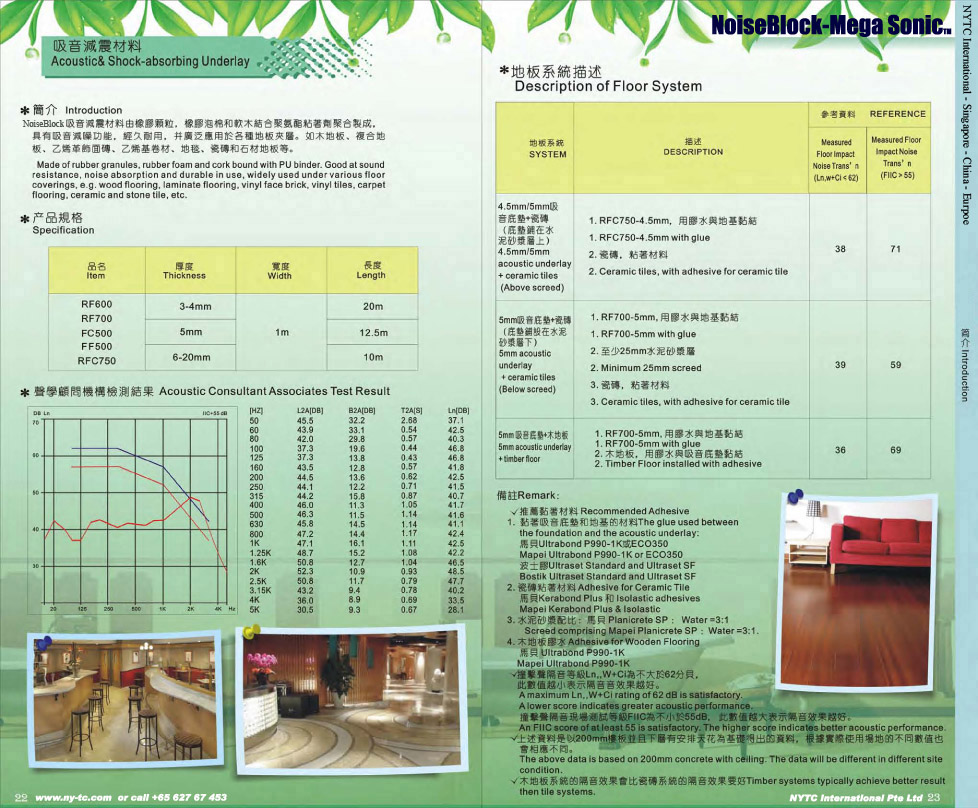 吸音減震材料
Acoustic& Shock-absorbing Underlay
✱ 簡介 Introduction
NoiseBlock 吸音減震材料由橡膠顆粒，橡膠泡棉和軟木結合聚氨酯粘著劑聚合製成，
具有吸音減噪功能，經久耐用，并廣泛應用於各種地板夾層。如木地板、複合地
板、乙烯革飾面磚、乙烯基卷材、地毯、瓷磚和石材地板等。
Made of rubber granules, rubber foam and cork bound with PU binder. Good at sound
resistance, noise absorption and durable in use, widely used under various floor
coverings, e.g. wood flooring, laminate flooring, vinyl face brick, vinyl tiles, carpet
flooring, ceramic and stone tile, etc.
✱ 产品規格
Specification
品名 厚度 寬度 長度
Item Thickness Width Length
RF600
RF700
FC500
FF500
RFC750
3-4mm
5mm
6-20mm
1m
20m
12.5m
10m
✱ 聲學顧問機構檢測結果 Acoustic Consultant Associates Test Result
DB Ln IIC=55 dB
70
60
50
40
30
20 125 250 500 1K 2K 4K Hz
[HZ] L2A[DB] B2A[DB] T2A[S] Ln[DB]
50 45.5 32.2 2.68 37.1
60 43.9 33.1 0.54 42.5
80 42.0 29.8 0.57 40.3
100 37.3 19.6 0.44 46.8
125 37.3 13.8 0.43 46.8
160 43.5 12.8 0.57 41.8
200 44.5 13.6 0.62 42.5
250 44.1 12.2 0.71 41.5
315 44.2 15.8 0.87 40.7
400 46.0 11.3 1.05 41.7
500 46.3 11.5 1.14 41.6
630 45.8 14.5 1.14 41.1
800 47.2 14.4 1.17 42.4
1K 47.1 16.1 1.11 42.5
1.25K 48.7 15.2 1.08 42.2
1.6K 50.8 12.7 1.04 46.5
2K 52.3 10.9 0.93 48.5
2.5K 50.8 11.7 0.79 47.7
3.15K 43.2 9.4 0.78 40.2
4K 36.0 8.9 0.69 33.5
5K 30.5 9.3 0.67 28.1
22 www.ny-tc.com or call +65 627 67 453
NoiseBlock-Mega Sonic TM
*地板系統描述
Description of Floor System
地板系統
SYSTEM
描述
DESCRIPTION
參考資料 REFERENCE
Measured
Floor Impact
Noise Trans’ n
(Ln,w+Ci < 62)
Measured Floor
Impact Noise
Trans’ n
(FIIC > 55)
4.5mm/5mm吸
音底墊+瓷磚
（底墊鋪在水
泥砂漿層上）
4.5mm/5mm
acoustic underlay
+ ceramic tiles
(Above screed)
1. RFC750-4.5mm，用膠水與地基黏結
1. RFC750-4.5mm with glue
2. 瓷磚，粘著材料
2. Ceramic tiles, with adhesive for ceramic tile
38 71
5mm吸音底墊+瓷磚
（底墊鋪設在水泥
砂漿層下）
5mm acoustic
underlay
+ ceramic tiles
(Below screed)
1. RF700-5mm, 用膠水與地基黏結
1. RF700-5mm with glue
2. 至少25mm水泥砂漿層
2. Minimum 25mm screed
3. 瓷磚，粘著材料
3. Ceramic tiles, with adhesive for ceramic tile
39 59
5mm 吸音底墊+木地板
5mm acoustic underlay
+ timber floor
1. RF700-5mm, 用膠水與地基黏結
1. RF700-5mm with glue
2. 木地板，用膠水與吸音底墊黏結
2. Timber Floor installed with adhesive
36 69
備註Remark:
✓推薦黏著材料 Recommended Adhesive
1. 黏著吸音底墊和地基的材料The glue used between
the foundation and the acoustic underlay:
馬貝Ultrabond P990-1K或ECO350
Mapei Ultrabond P990-1K or ECO350
波士膠Ultraset Standard and Ultraset SF
Bostik Ultraset Standard and Ultraset SF
2. 瓷磚粘著材料 Adhesive for Ceramic Tile
馬貝Kerabond Plus 和 Isolastic adhesives
Mapei Kerabond Plus & Isolastic
3. 水泥砂漿配比：馬貝 Planicrete SP： Water =3:1
Screed comprising Mapei Planicrete SP： Water =3:1.
4. 木地板膠水 Adhesive for Wooden Flooring
馬貝 Ultrabond P990-1K
Mapei Ultrabond P990-1K
✓撞擊聲隔音等級Ln,,W+Ci為不大於62分貝，
此數值越小表示隔音音效果越好。
A maximum Ln,,W+Ci rating of 62 dB is satisfactory.
A lower score indicates greater acoustic performance.
撞擊聲隔音現場測試等級FIIC為不小於55dB，此數值越大表示隔音效果越好。
An FIIC score of at least 55 is satisfactory. The higher score indicates better acoustic performance.
✓上述資料是以200mm樓板並且下層有安排天花為基礎得出的資料，根據實際使用場地的不同數值也
會相應不同。
The above data is based on 200mm concrete with ceiling. The data will be different in different site
condition.
✓木地板系統的隔音效果會比瓷磚系統的隔音效果要好Timber systems typically achieve better result
then tile systems.
NYTC International Pte Ltd 23
NYTC International - Singapore - China - Eurpoe
簡介 Introduction